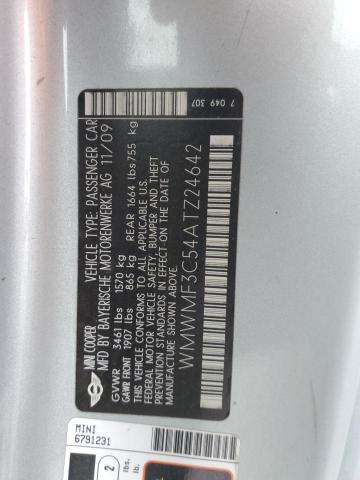 MINI COOPER
VEHICLE TYPE: PASSENGER CAR
MFD BY BAYERISCHE MOTORENWERKE AG 11/09
GVWR 3461 lbs 1570 kg
GAWR FRONT 1907 lbs 865 kg REAR 1664 lbs 755 kg
THIS VEHICLE CONFORMS TO ALL APPLICABLE U.S.
FEDERAL MOTOR VEHICLE SAFETY, BUMPER AND THEFT
PREVENTION STANDARDS IN EFFECT ON THE DATE OF
MANUFACTURE SHOWN ABOVE.
WMWMF3C54ATZ24642
7 049 307
MINI
6791231
2
lbs.
lbs.